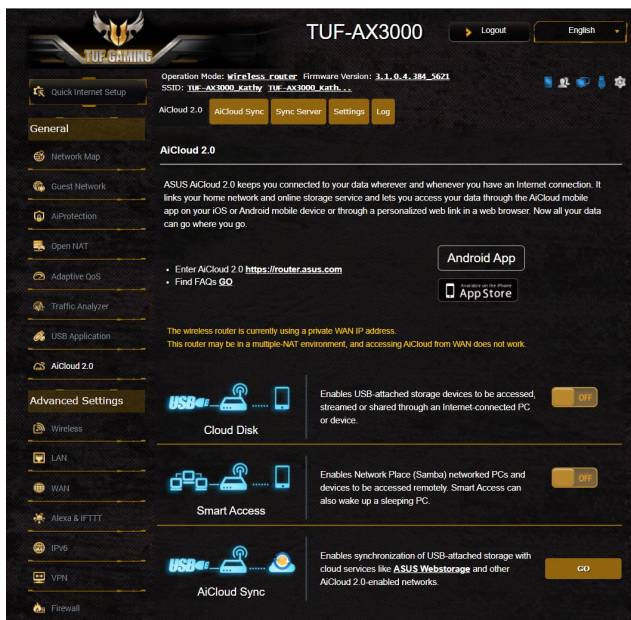 TUF GAMING
TUF-AX3000
Logout
English
Quick Internet Setup
Operation Mode: Wireless router Firmware Version: 3.1.0.4.384_5621
SSID: TUF-AX3000_Kathy TUF-AX3000_Kath...
AiCloud 2.0 AiCloud Sync Sync Server Settings Log
General
Network Map
Guest Network
AiProtection
Open NAT
Adaptive QoS
Traffic Analyzer
USB Application
AiCloud 2.0
Advanced Settings
Wireless
LAN
WAN
Alexa & IFTTT
IPv6
VPN
Firewall
AiCloud 2.0
ASUS AiCloud 2.0 keeps you connected to your data wherever and whenever you have an Internet connection. It
links your home network and online storage service and lets you access your data through the AiCloud mobile
app on your iOS or Android mobile device or through a personalized web link in a web browser. Now all your data
can go where you go.
Enter AiCloud 2.0 https://router.asus.com
Find FAQs GO
Android App
Available on the iPhone
App Store
The wireless router is currently using a private WAN IP address.
This router may be in a multiple-NAT environment, and accessing AiCloud from WAN does not work.
USB
Cloud Disk
Enables USB-attached storage devices to be accessed,
streamed or shared through an Internet-connected PC
or device.
OFF
Smart Access
Enables Network Place (Samba) networked PCs and
devices to be accessed remotely. Smart Access can
also wake up a sleeping PC.
OFF
USB
AiCloud Sync
Enables synchronization of USB-attached storage with
cloud services like ASUS Webstorage and other
AiCloud 2.0-enabled networks.
GO